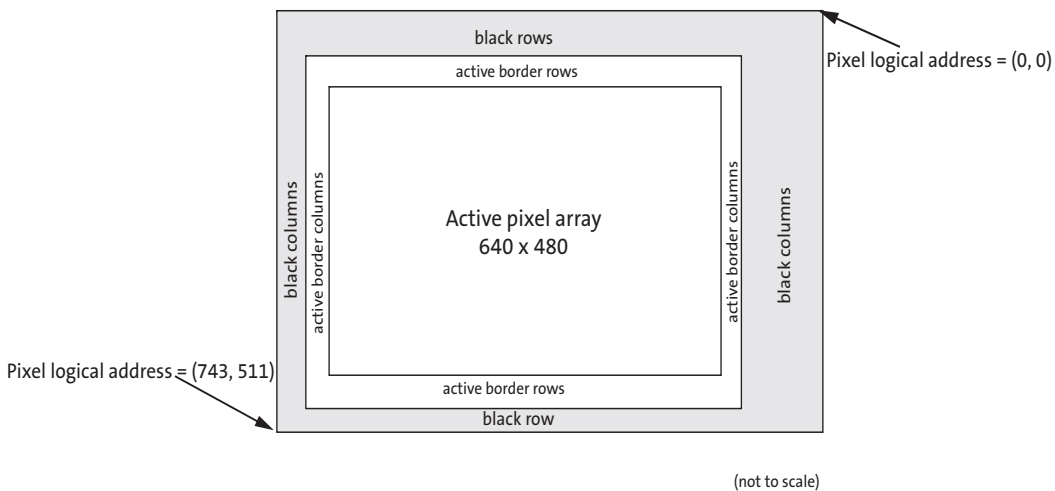 black rows
Pixel logical address = (0, 0)
active border rows
black columns
active border columns
Active pixel array
640 x 480
active border columns
black columns
Pixel logical address = (743, 511)
active border rows
black row
(not to scale)